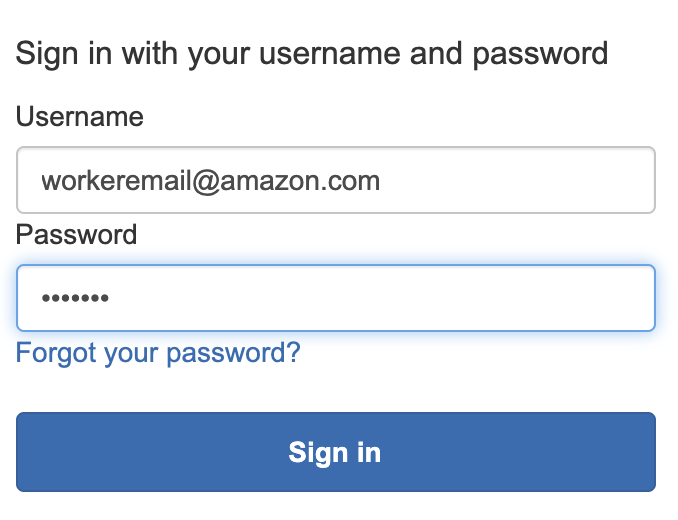 Sign in with your username and password
Username
workeremail@amazon.com
Password
•••••••
Forgot your password?
Sign in